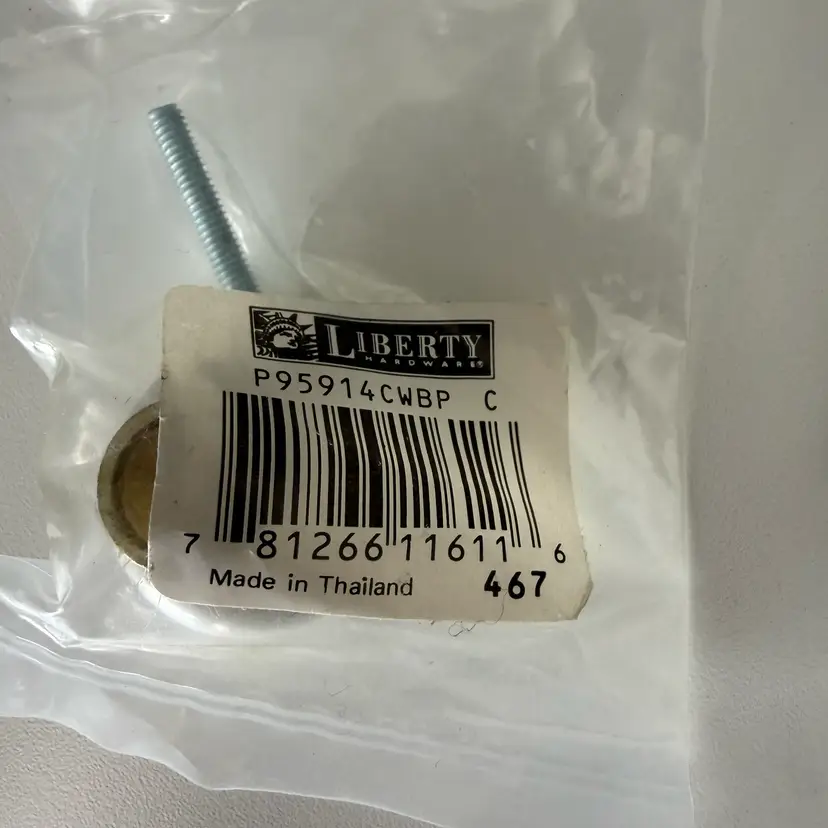 LIBERTY
HARDWARE
P95914CWBP C
7 81266 11611 6
Made in Thailand 467